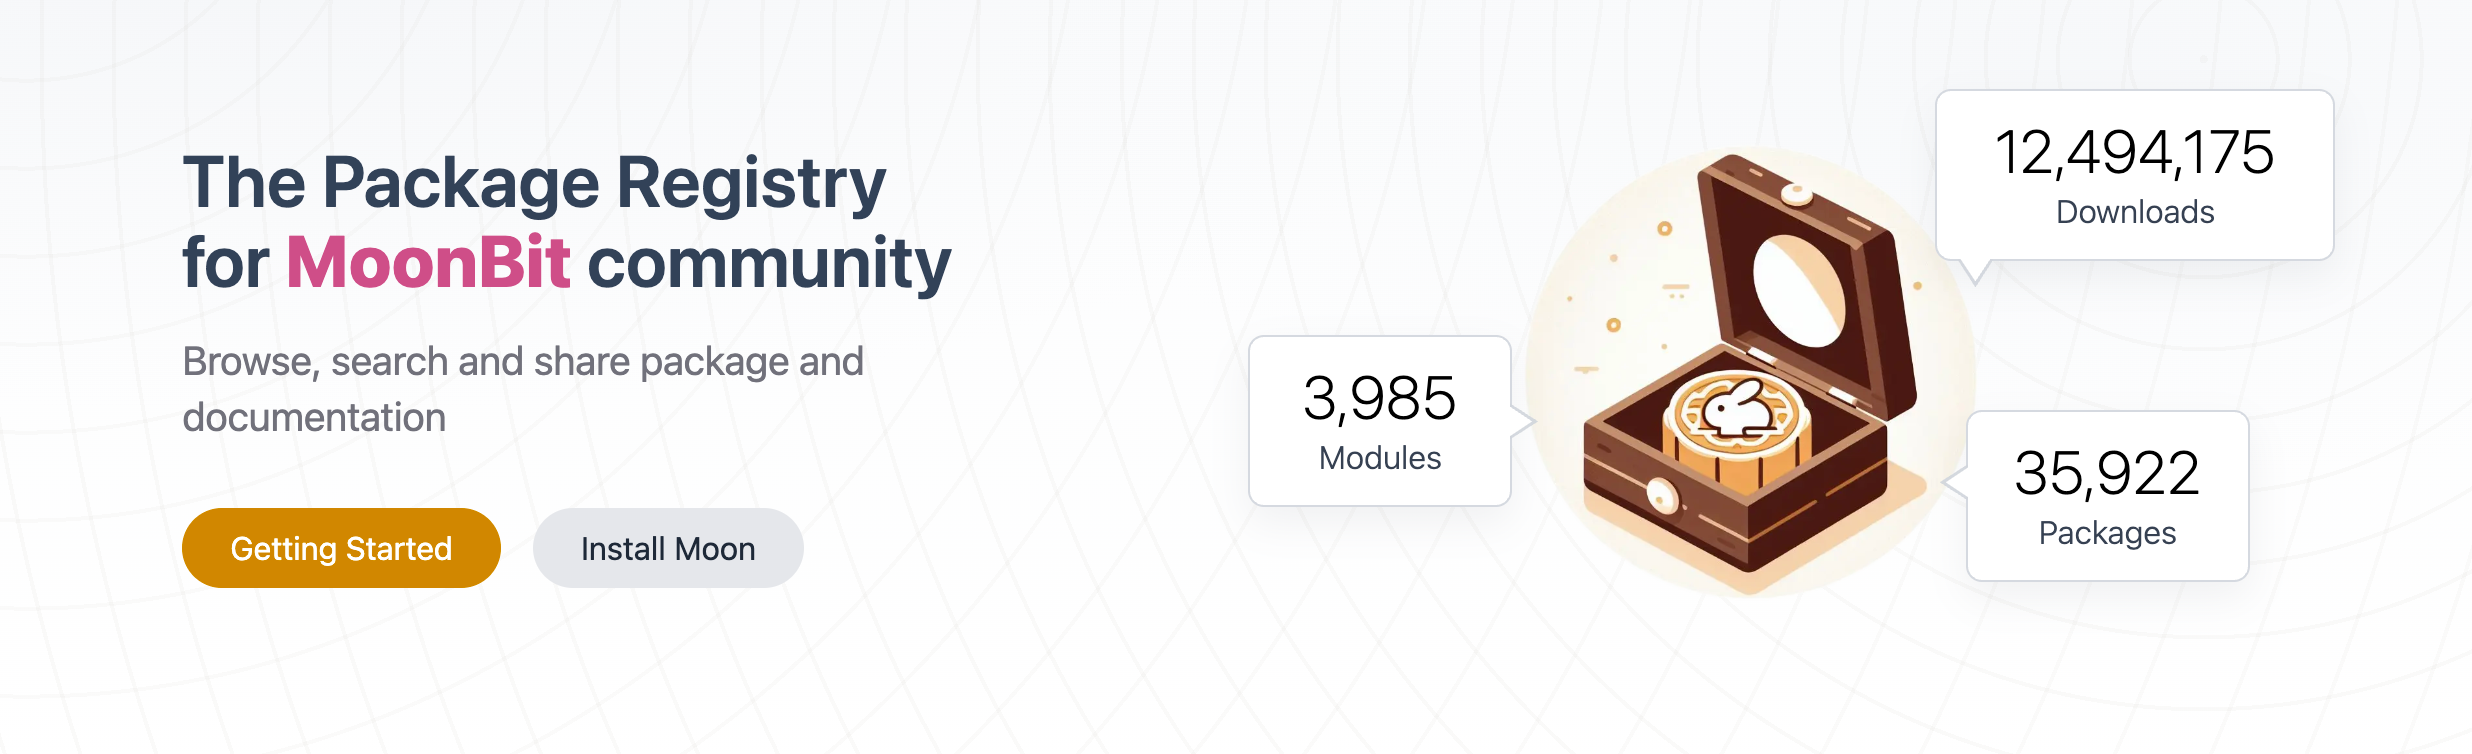 The Package Registry
for MoonBit community
Browse, search and share package and
documentation
Getting Started
Install Moon
12,494,175
Downloads
3,985
Modules
35,922
Packages